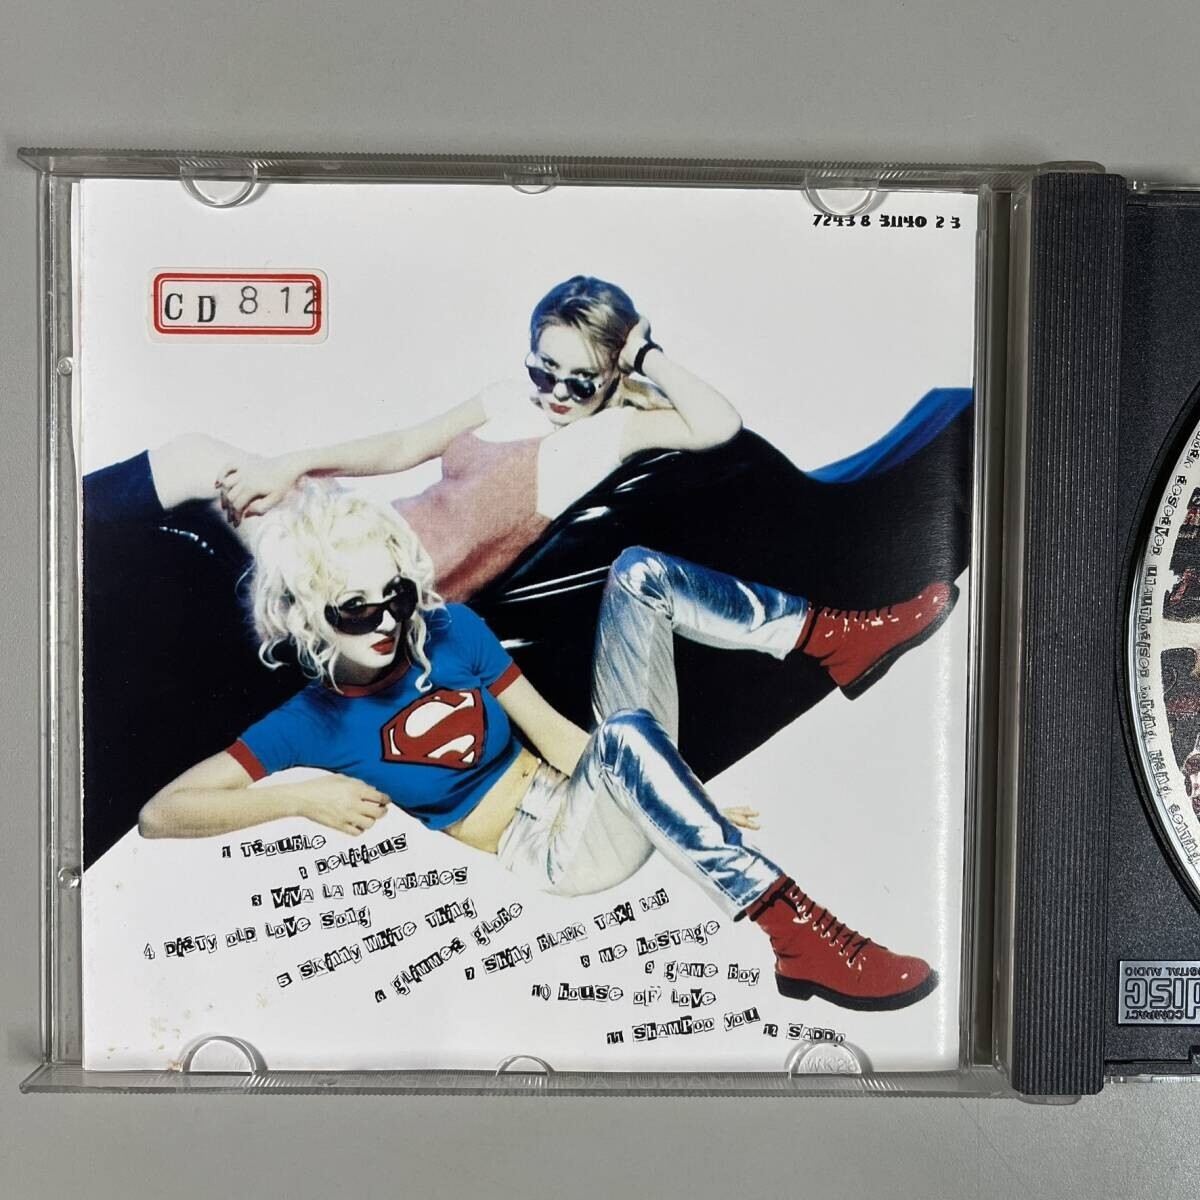 7243 8 31140 2 3
CD 8.12
1 Trouble
2 Delicious
3 Viva La Megababes
4 Dirty Old Love Song
5 Skinny White Thing
6 Glimmer Globe
7 Shiny Black Taxi Cab
8 Me Hostage
9 Game Boy
10 House of Love
11 Shampoo You
12 Saddo
COMPACT
disc
DIGITAL AUDIO